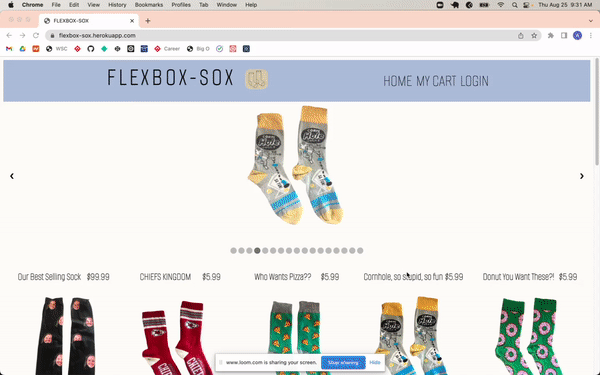 Chrome File Edit View History Bookmarks Profiles Tab Window Help Thu Aug 25 9:31 AM
FLEXBOX-SOX
flexbox-sox.herokuapp.com
WSC Career Big O
FLEXBOX-SOX HOME MY CART LOGIN
Our Best Selling Sock $99.99 CHIEFS KINGDOM $5.99 Who Wants Pizza?? $5.99 Cornhole, so stupid, so fun $5.99 Donut You Want These?! $5.99
www.loom.com is sharing your screen. Stop sharing Hide